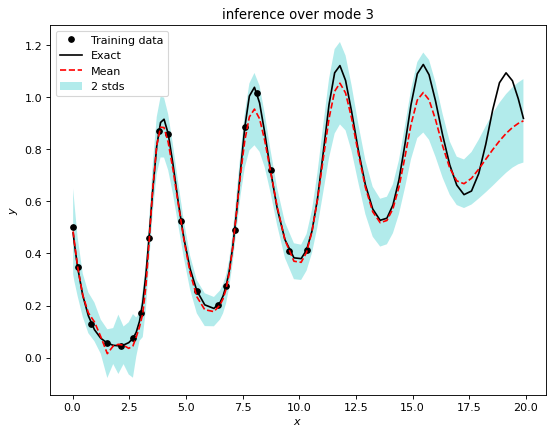 inference over mode 3
Training data
Exact
Mean
2 stds
y
1.2
1.0
0.8
0.6
0.4
0.2
0.0
0.0 2.5 5.0 7.5 10.0 12.5 15.0 17.5 20.0
x